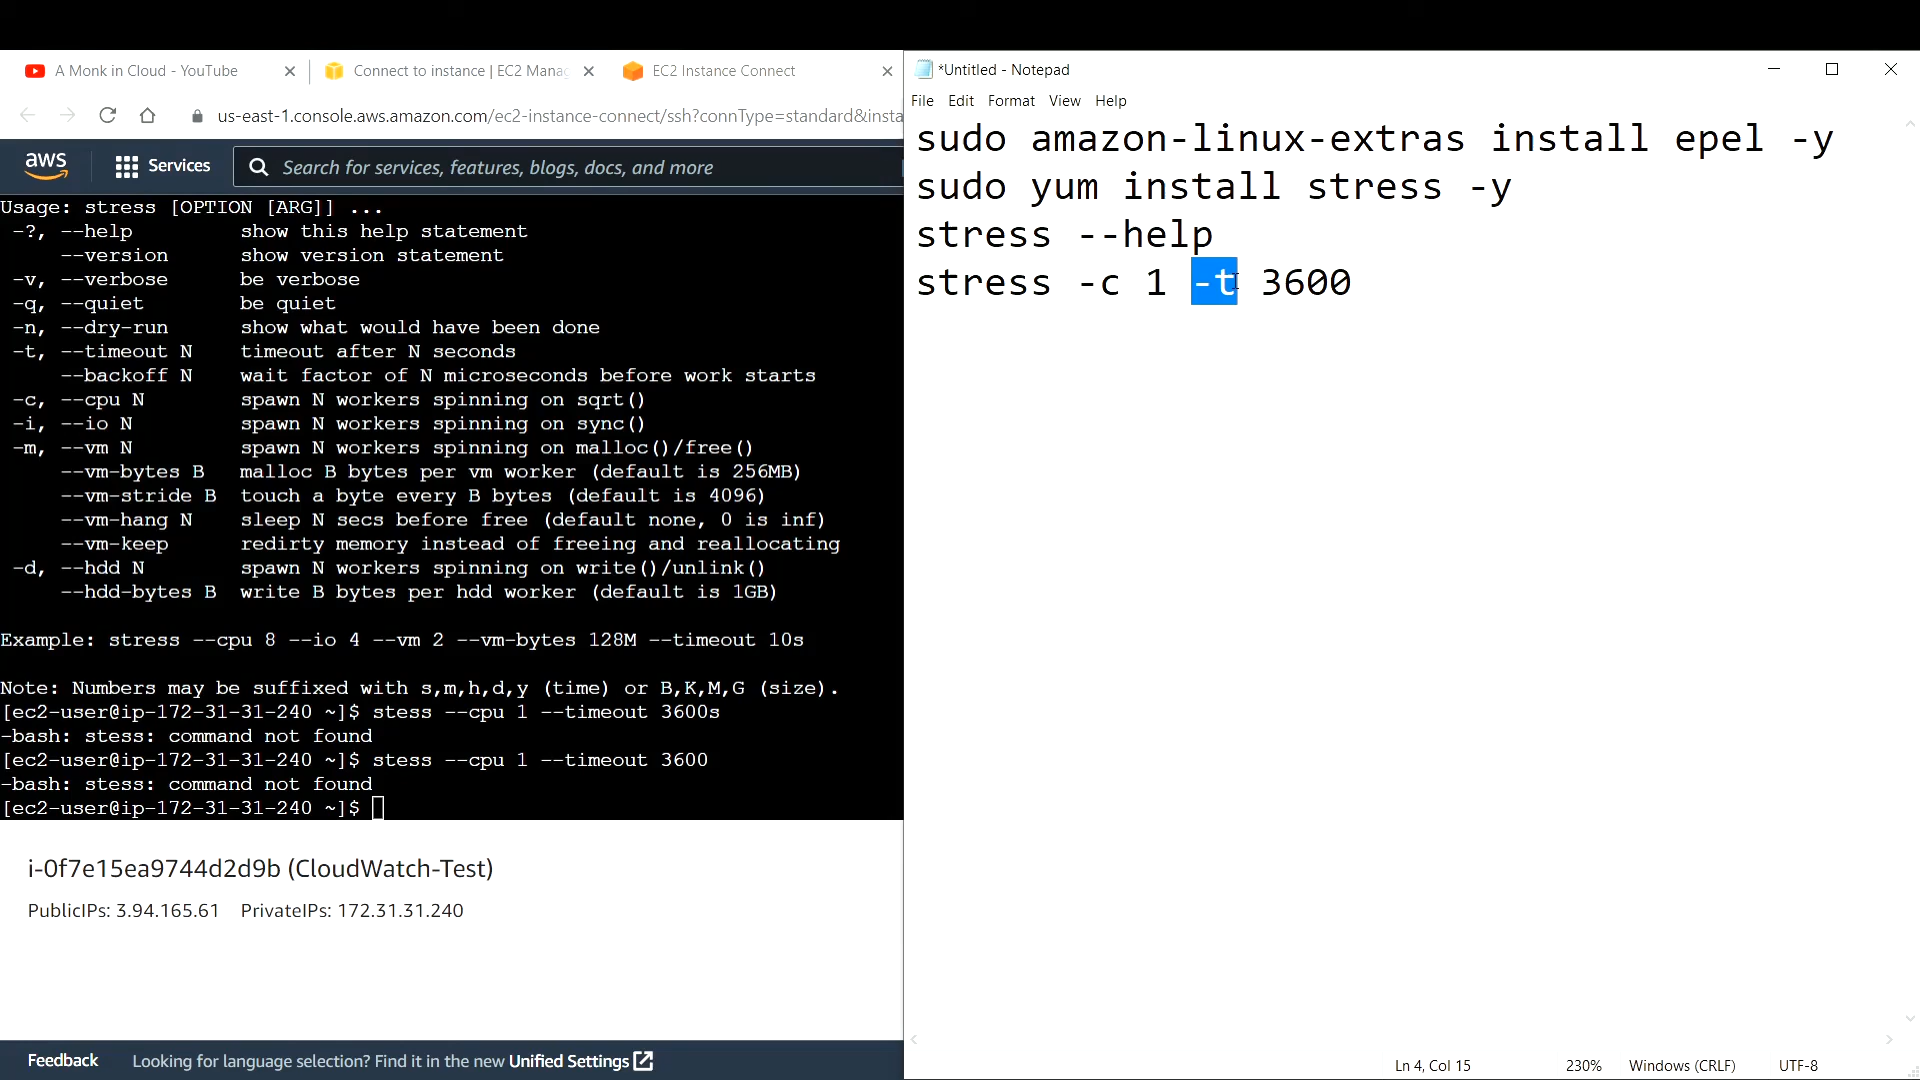 A Monk in Cloud - YouTube
Connect to instance | EC2 Mana
EC2 Instance Connect
us-east-1.console.aws.amazon.com/ec2-instance-connect/ssh?connType=standard&insta
aws
Services
Search for services, features, blogs, docs, and more
Usage: stress [OPTION [ARG]] ...
-?, --help show this help statement
--version show version statement
-v, --verbose be verbose
-q, --quiet be quiet
-n, --dry-run show what would have been done
-t, --timeout N timeout after N seconds
--backoff N wait factor of N microseconds before work starts
-c, --cpu N spawn N workers spinning on sqrt()
-i, --io N spawn N workers spinning on sync()
-m, --vm N spawn N workers spinning on malloc()/free()
--vm-bytes B malloc B bytes per vm worker (default is 256MB)
--vm-stride B touch a byte every B bytes (default is 4096)
--vm-hang N sleep N secs before free (default none, 0 is inf)
--vm-keep redirty memory instead of freeing and reallocating
-d, --hdd N spawn N workers spinning on write()/unlink()
--hdd-bytes B write B bytes per hdd worker (default is 1GB)
Example: stress --cpu 8 --io 4 --vm 2 --vm-bytes 128M --timeout 10s
Note: Numbers may be suffixed with s,m,h,d,y (time) or B,K,M,G (size).
[ec2-user@ip-172-31-31-240 ~]$ stess --cpu 1 --timeout 3600s
-bash: stess: command not found
[ec2-user@ip-172-31-31-240 ~]$ stess --cpu 1 --timeout 3600
-bash: stess: command not found
[ec2-user@ip-172-31-31-240 ~]$
i-0f7e15ea9744d2d9b (CloudWatch-Test)
PublicIPs: 3.94.165.61 PrivateIPs: 172.31.31.240
Feedback
Looking for language selection? Find it in the new Unified Settings
*Untitled - Notepad
File Edit Format View Help
sudo amazon-linux-extras install epel -y
sudo yum install stress -y
stress --help
stress -c 1 -t 3600
Ln 4, Col 15
230%
Windows (CRLF)
UTF-8